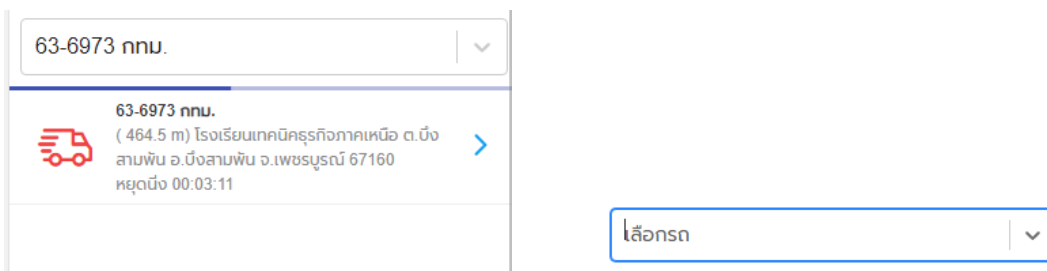 63-6973 กทม.
63-6973 กทม.
( 464.5 m) โรงเรียนเทคนิคธุรกิจภาคเหนือ ต.บึง
สามพัน อ.บึงสามพัน จ.เพชรบูรณ์ 67160
หยุดนิ่ง 00:03:11
เลือกรถ